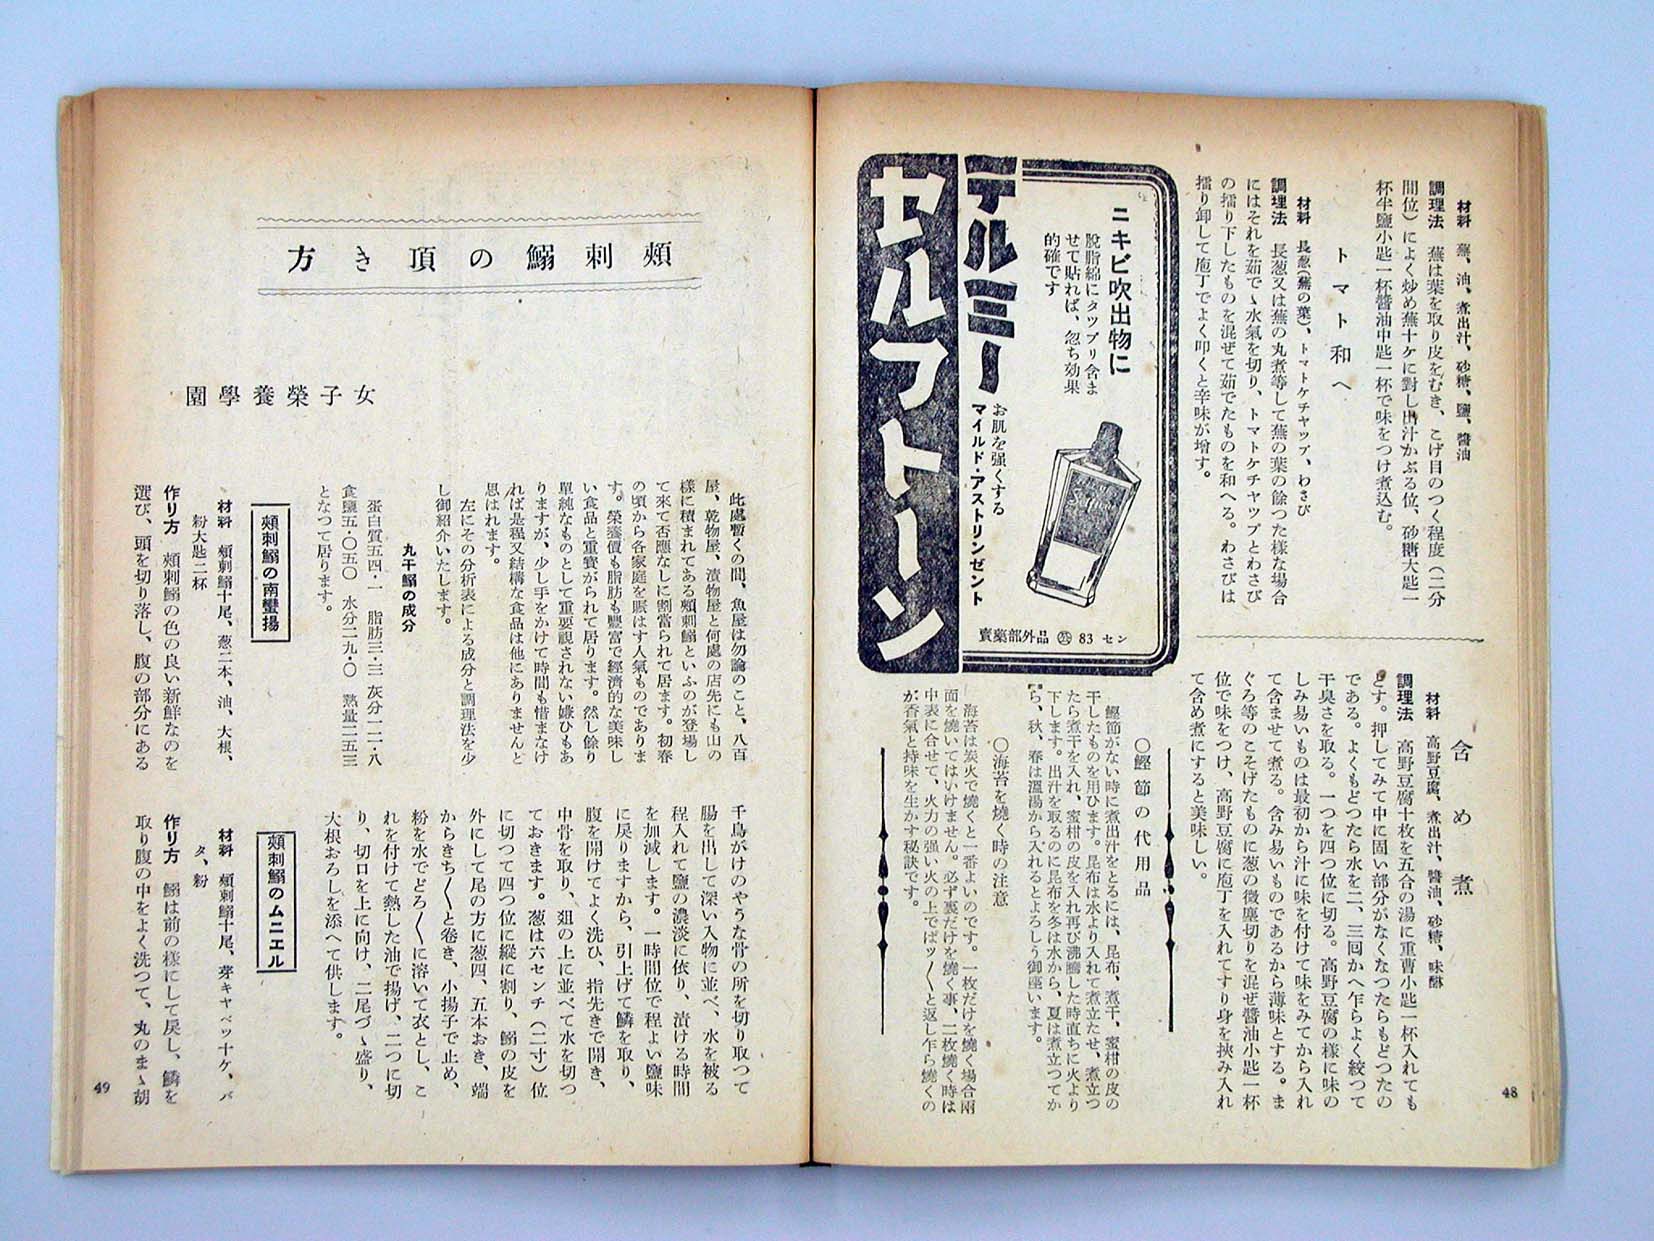 材料　蕪、油、煮出汁、砂糖、鹽、醬油
調理法　蕪は葉を取り皮をむき、こげ目のつく程度（二分
間位）によく炒め蕪十ケに對し出汁かぶる位、砂糖大匙一
杯半鹽小匙一杯醬油中匙一杯で味をつけ煮込む。
トマト和へ
材料　長葱（蕪の葉）、トマトケチヤツプ、わさび
調理法　長葱又は蕪の丸煮等して蕪の葉の餘つた樣な場合
にはそれを茹で〻水氣を切り、トマトケチヤツプとわさび
の擂り下したものを混ぜて茹でたものを和へる。わさびは
擂り卸して庖丁でよく叩くと辛味が增す。
ニキビ吹出物に
脫脂綿にタツプリ含ま
せて貼れば、忽ち効果
的確です
テルミー
お肌を强くする
マイルド・アストリンゼント
セルフトーン
賣藥部外品 83 セン
含め煮
材料　高野豆腐、煮出汁、醬油、砂糖、味醂
調理法　高野豆腐十枚を五合の湯に重曹小匙一杯入れても
どす。押してみて中に固い部分がなくなつたらもどつたの
である。よくもどつたら水を二、三回かへ乍らよく絞つて
干臭さを取る。一つを四つ位に切る。高野豆腐の樣に味の
しみ易いものは最初から汁に味を付けて味をみてから入れ
て含ませて煮る。含み易いものであるから薄味とする。ま
ぐろ等のこそげたものに葱の微塵切りを混ぜ醬油小匙一杯
位で味をつけ、高野豆腐に庖丁を入れてすり身を挾み入れ
て含め煮にすると美味しい。
〇鰹節の代用品
鰹節がない時に煮出汁をとるには、昆布、煮干、蜜柑の皮の
干したものを用ひます。昆布は水より入れて煮立たせ、煮立つ
たら煮干を入れ、蜜柑の皮を入れ再び沸騰した時直ちに火より
下します。出汁を取るのに昆布を冬は水から、夏は煮立つてか
ら、秋、春は溫湯から入れるとよろしう御座います。
〇海苔を燒く時の注意
海苔は炭火で燒くと一番よいのです。一枚だけを燒く場合兩
面を燒いてはいけません。必ず裏だけを燒く事、二枚燒く時は
中表に合せて、火力の强い火の上でぱッ〱と返し乍ら燒くの
が香氣と持味を生かす秘訣です。
48
頰刺鰯の頂き方
女子榮養學園
此處暫くの間、魚屋は勿論のこと、八百
屋、乾物屋、漬物屋と何處の店先にも山の
樣に積まれてある頰刺鰯といふのが登場し
て來て否應なしに割當られて居ます。初春
の頃から各家庭を賑はす人氣ものでありま
す。榮養價も脂肪も豐富で經濟的な美味し
い食品と重寶がられて居ります。然し餘り
單純なものとして重要視されない嫌ひもあ
りますが、少し手をかけて時間も惜まなけ
れば是程又結構な食品は他にありませんと
思はれます。
左にその分析表による成分と調理法を少
し御紹介いたします。
丸干鰯の成分
蛋白質五四・一　脂肪三・三　灰分一二・八
食鹽五・〇五〇　水分二九・〇　熱量二五三
となつて居ります。
頰刺鰯の南蠻揚
材料　頰刺鰯十尾、葱二本、油、大根、
粉大匙二杯
作り方　頰刺鰯の色の良い新鮮なのを
選び、頭を切り落し、腹の部分にある
千鳥がけのやうな骨の所を切り取つて
腸を出して深い入物に並べ、水を被る
程入れて鹽の濃淡に依り、漬ける時間
を加減します。一時間位で程よい鹽味
に戾りますから、引上げて鱗を取り、
腹を開けてよく洗ひ、指先きで開き、
中骨を取り、俎の上に並べて水を切つ
ておきます。葱は六センチ（二寸）位
に切つて四つ位に縱に割り、鰯の皮を
外にして尾の方に葱四、五本おき、端
からきち〱と卷き、小揚子で止め、
粉を水でどろ〱に溶いて衣とし、こ
れを付けて熱した油で揚げ、二つに切
り、切口を上に向け、二尾づ〻盛り、
大根おろしを添へて供します。
頰刺鰯のムニエル
材料　頰刺鰯十尾、芽キヤベツ十ケ、バ
タ、粉
作り方　鰯は前の樣にして戾し、鱗を
取り腹の中をよく洗つて、丸のま〻胡
49